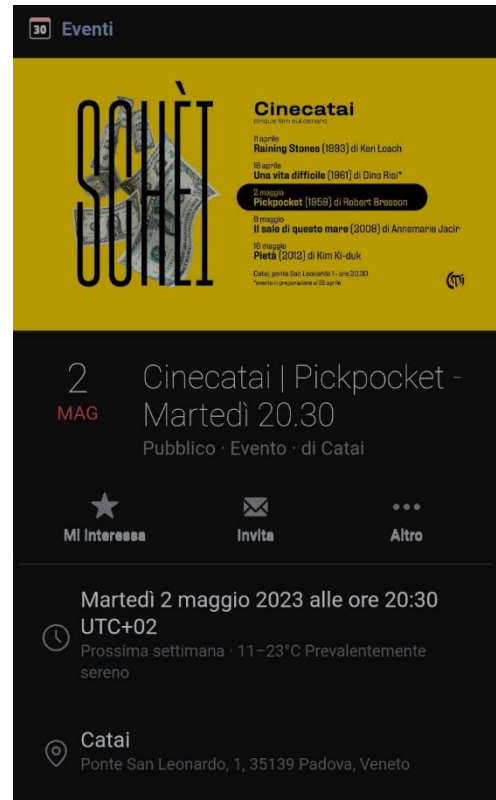 30 Eventi
SCHÈI
Cinecatai
cinque film sul denaro
11 aprile
Raining Stones (1993) di Ken Loach
18 aprile
Una vita difficile (1961) di Dino Risi*
2 maggio
Pickpocket (1959) di Robert Bresson
9 maggio
Il sale di questo mare (2008) di Annemarie Jacir
16 maggio
Pietà (2012) di Kim Ki-duk
Catai, ponte San Leonardo 1 - ore 20.30
*evento in preparazione al 25 aprile
2
MAG
Cinecatai | Pickpocket -
Martedì 20.30
Pubblico · Evento · di Catai
Mi interessa
Invita
Altro
Martedì 2 maggio 2023 alle ore 20:30
UTC+02
Prossima settimana · 11–23°C Prevalentemente
sereno
Catai
Ponte San Leonardo, 1, 35139 Padova, Veneto